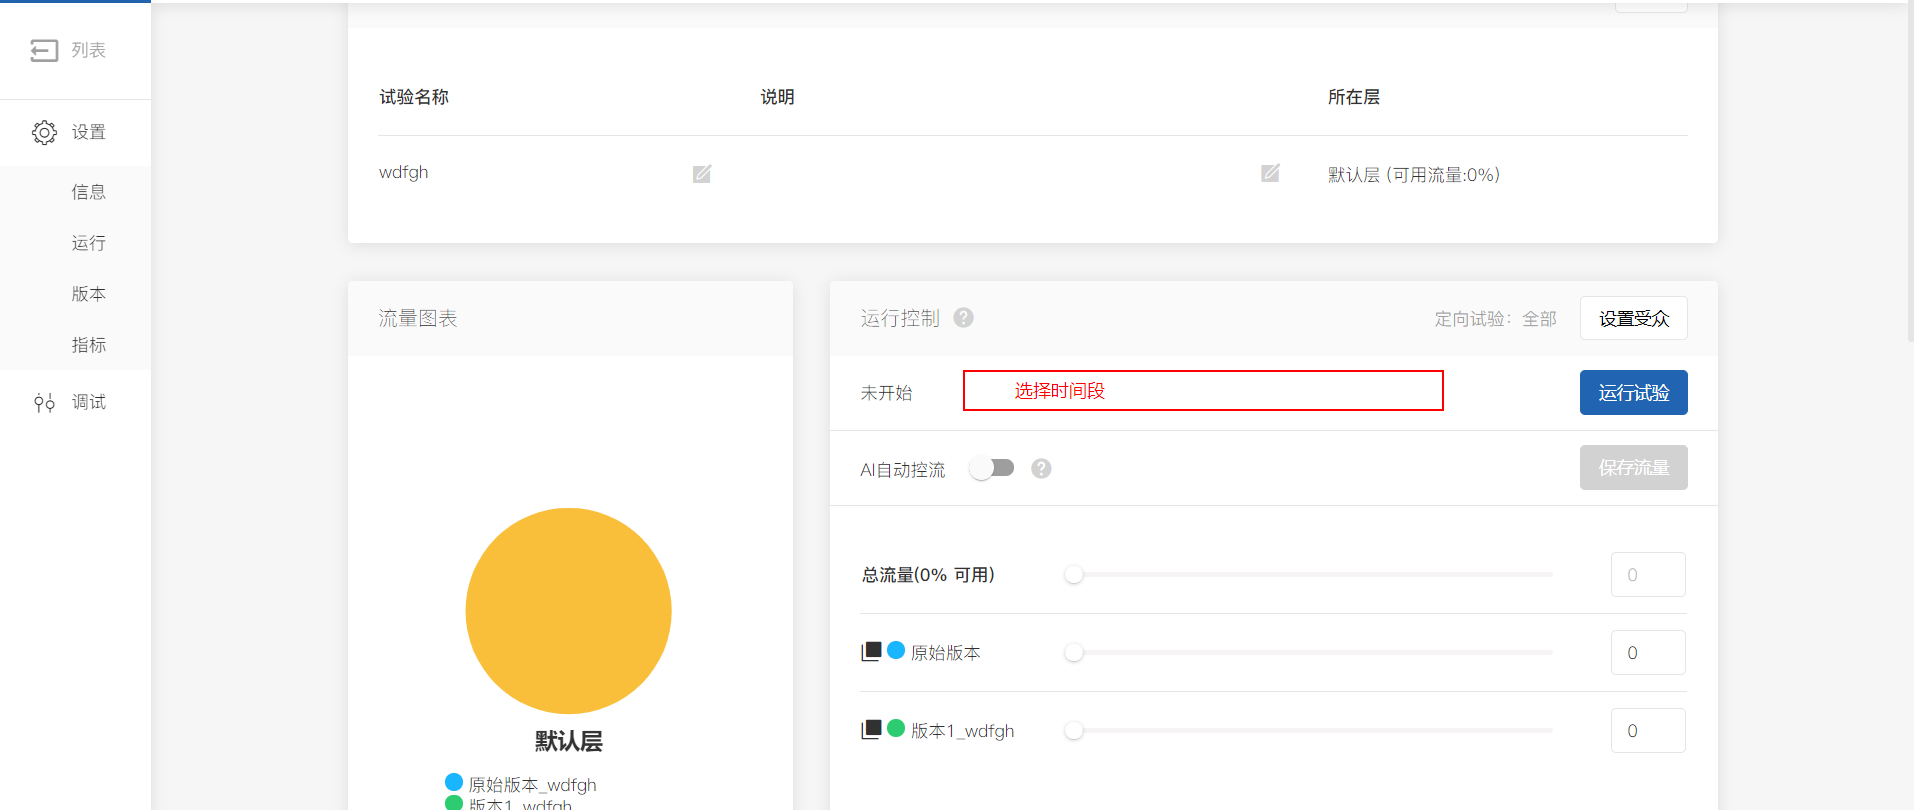 列表
设置
信息
运行
版本
指标
调试
试验名称 说明 所在层
wdfgh 默认层 (可用流量:0%)
流量图表
默认层
原始版本_wdfgh
版本1_wdfgh
运行控制 ? 定向试验: 全部 设置受众
未开始 选择时间段 运行试验
AI自动控流 ? 保存流量
总流量(0% 可用) 0
原始版本 0
版本1_wdfgh 0